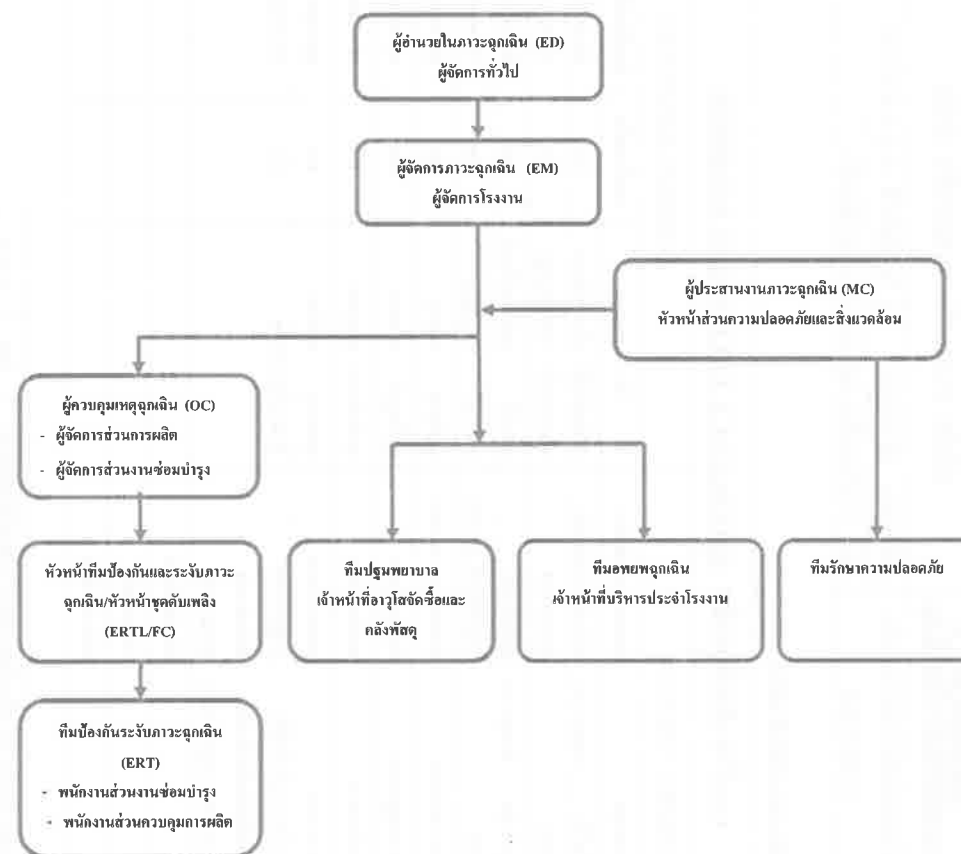 ผู้อำนวยในภาวะฉุกเฉิน (ED)
ผู้จัดการทั่วไป
ผู้จัดการภาวะฉุกเฉิน (EM)
ผู้จัดการโรงงาน
ผู้ประสานงานภาวะฉุกเฉิน (MC)
หัวหน้าส่วนความปลอดภัยและสิ่งแวดล้อม
ผู้ควบคุมเหตุฉุกเฉิน (OC)
- ผู้จัดการส่วนการผลิต
- ผู้จัดการส่วนงานซ่อมบำรุง
หัวหน้าทีมป้องกันและระงับภาวะ
ฉุกเฉิน/หัวหน้าชุดดับเพลิง
(ERTL/FC)
ทีมปฐมพยาบาล
เจ้าหน้าที่อาวุโสจัดซื้อและ
คลังพัสดุ
ทีมอพยพฉุกเฉิน
เจ้าหน้าที่บริหารประจำโรงงาน
ทีมรักษาความปลอดภัย
ทีมป้องกันระงับภาวะฉุกเฉิน
(ERT)
- พนักงานส่วนงานซ่อมบำรุง
- พนักงานส่วนควบคุมการผลิต